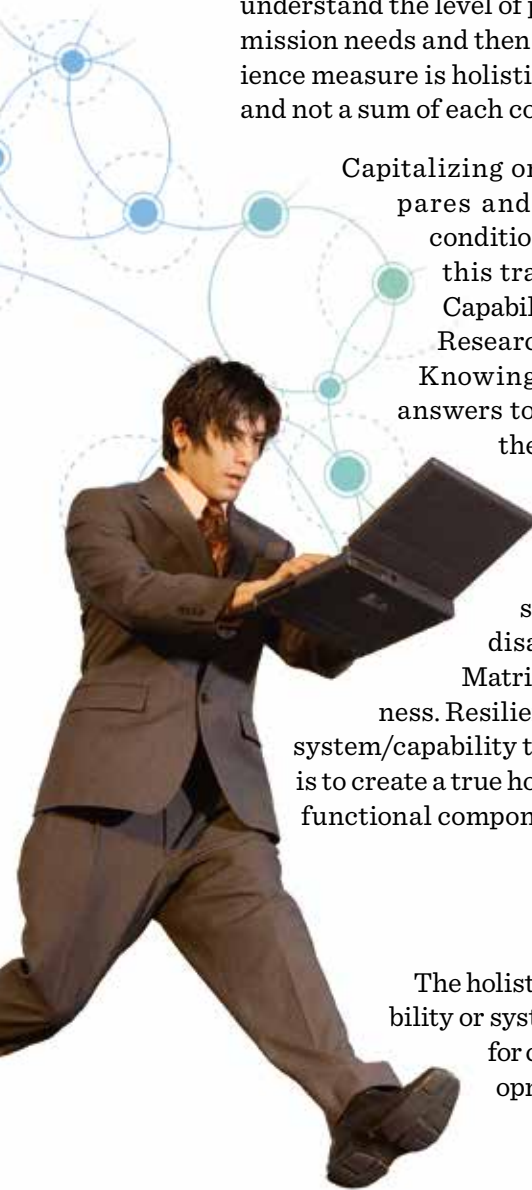 understand the level of
mission needs and then
ience measure is holisti
and not a sum of each co
Capitalizing on
pares and
conditio
this tra
Capabil
Researc
Knowing
answers to
the
s
disa
Matri
ness. Resilie
system/capability t
is to create a true ho
functional compon
The holist
bility or syst
for
opr